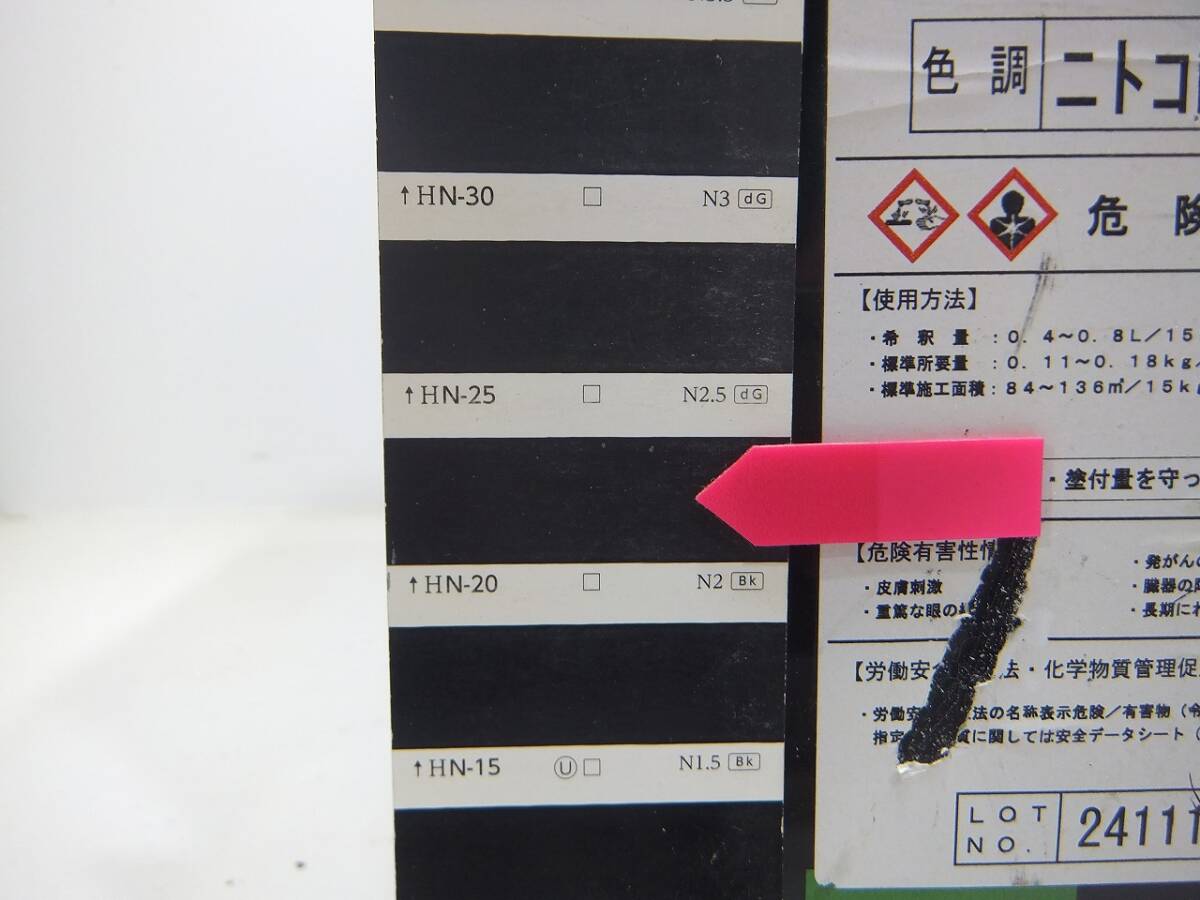 ↑HN-30 □ N3 dG
↑HN-25 □ N2.5 dG
↑HN-20 □ N2 Bk
↑HN-15 Ⓤ□ N1.5 Bk
色調 ニトコ
危険
【使用方法】
・希釈量：0．4～0．8L／15
・標準所要量：0．11～0．18kg
・標準施工面積：84～136㎡／15k
・塗付量を守っ
【危険有害性情
・皮膚刺激
・重篤な眼の
・発がんの
・臓器の
・長期にわ
【労働安 法・化学物質管理促
・労働安 法の名称表示危険／有害物（令
指定 質に関しては安全データシート（
LOT NO. 24111